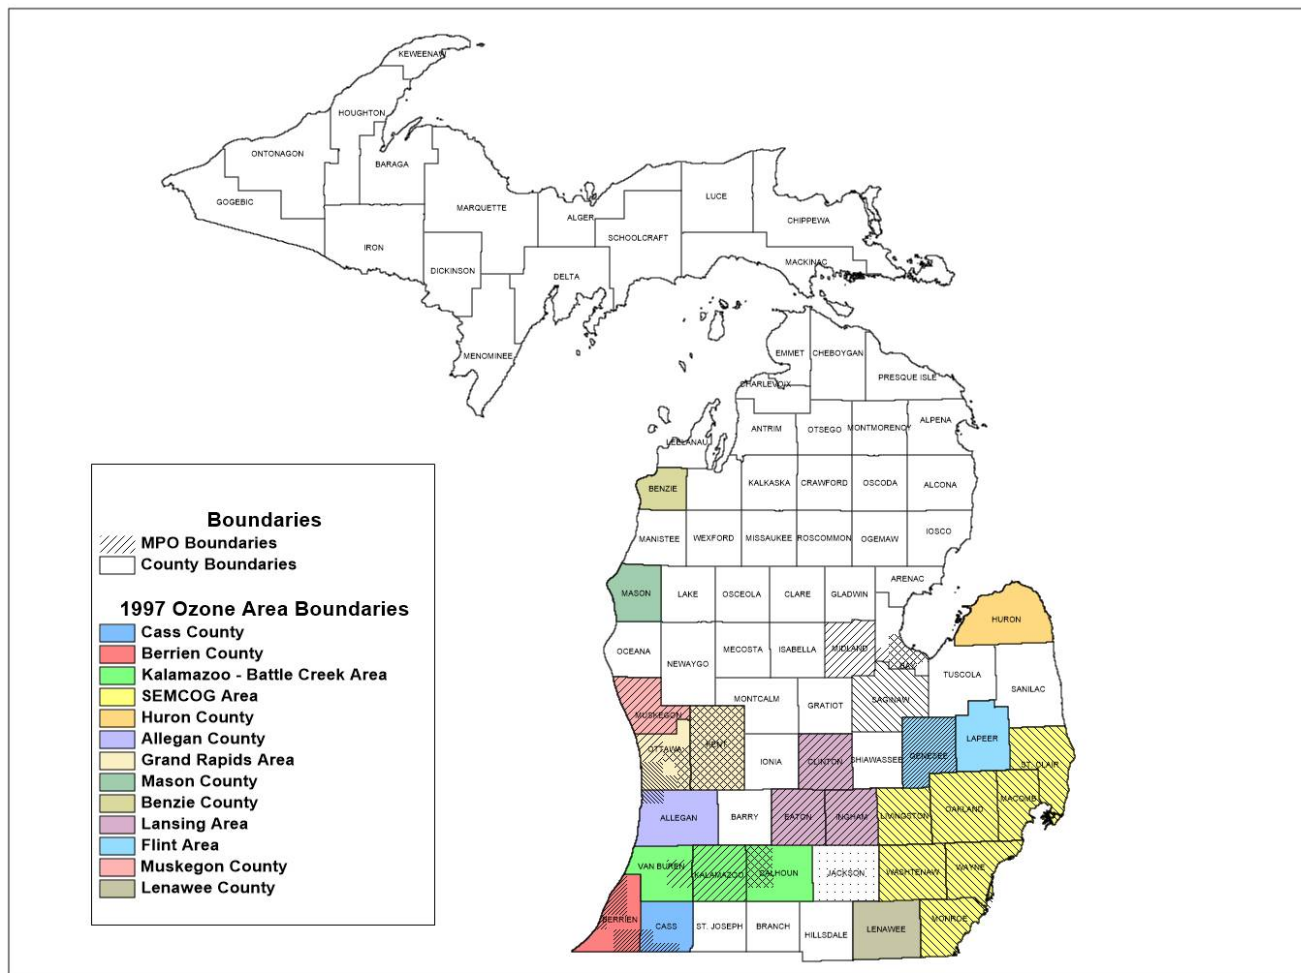 KEWEENAW
HOUGHTON
ONTONAGON
BARAGA
GOGEBIC
MARQUETTE
LUCE
ALGER
CHIPPEWA
SCHOOLCRAFT
IRON
MACKINAC
DICKINSON
DELTA
MENOMINEE
EMMET
CHEBOYGAN
PRESQUE ISLE
CHARLEVOIX
ANTRIM
OTSEGO
MONTMORENCY
ALPENA
LEELANAU
BENZIE
KALKASKA
CRAWFORD
OSCODA
ALCONA
MANISTEE
WEXFORD
MISSAUKEE
ROSCOMMON
OGEMAW
IOSCO
ARENAC
MASON
LAKE
OSCEOLA
CLARE
GLADWIN
HURON
OCEANA
NEWAYGO
MECOSTA
ISABELLA
MIDLAND
BAY
TUSCOLA
SANILAC
MONTCALM
GRATIOT
SAGINAW
MUSKEGON
OTTAWA
KENT
IONIA
CLINTON
SHIAWASSEE
GENESEE
LAPEER
ST. CLAIR
ALLEGAN
BARRY
EATON
INGHAM
LIVINGSTON
OAKLAND
MACOMB
VAN BUREN
KALAMAZOO
CALHOUN
JACKSON
WASHTENAW
WAYNE
BERRIEN
CASS
ST. JOSEPH
BRANCH
HILLSDALE
LENAWEE
MONROE
Boundaries
MPO Boundaries
County Boundaries
1997 Ozone Area Boundaries
Cass County
Berrien County
Kalamazoo - Battle Creek Area
SEMCOG Area
Huron County
Allegan County
Grand Rapids Area
Mason County
Benzie County
Lansing Area
Flint Area
Muskegon County
Lenawee County